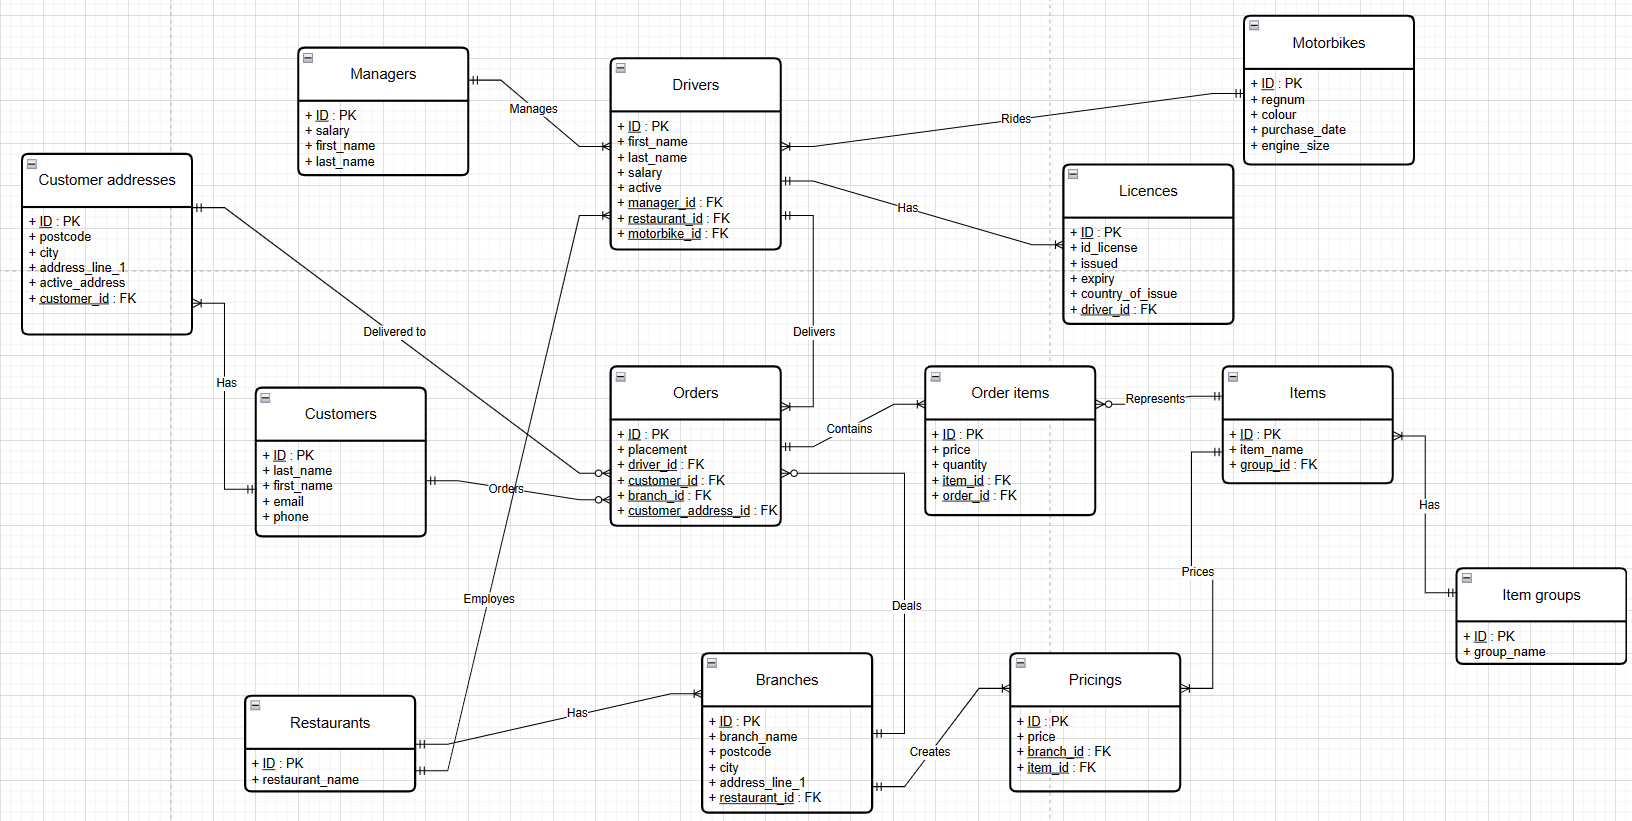 Managers
+ ID : PK
+ salary
+ first_name
+ last_name
Manages
Drivers
+ ID : PK
+ first_name
+ last_name
+ salary
+ active
+ manager_id : FK
+ restaurant_id : FK
+ motorbike_id : FK
Rides
Motorbikes
+ ID : PK
+ regnum
+ colour
+ purchase_date
+ engine_size
Has
Licences
+ ID : PK
+ id_license
+ issued
+ expiry
+ country_of_issue
+ driver_id : FK
Customer addresses
+ ID : PK
+ postcode
+ city
+ address_line_1
+ active_address
+ customer_id : FK
Delivered to
Delivers
Has
Customers
+ ID : PK
+ last_name
+ first_name
+ email
+ phone
Orders
Orders
+ ID : PK
+ placement
+ driver_id : FK
+ customer_id : FK
+ branch_id : FK
+ customer_address_id : FK
Contains
Order items
+ ID : PK
+ price
+ quantity
+ item_id : FK
+ order_id : FK
Represents
Items
+ ID : PK
+ item_name
+ group_id : FK
Has
Prices
Item groups
+ ID : PK
+ group_name
Employes
Deals
Restaurants
+ ID : PK
+ restaurant_name
Has
Branches
+ ID : PK
+ branch_name
+ postcode
+ city
+ address_line_1
+ restaurant_id : FK
Creates
Pricings
+ ID : PK
+ price
+ branch_id : FK
+ item_id : FK